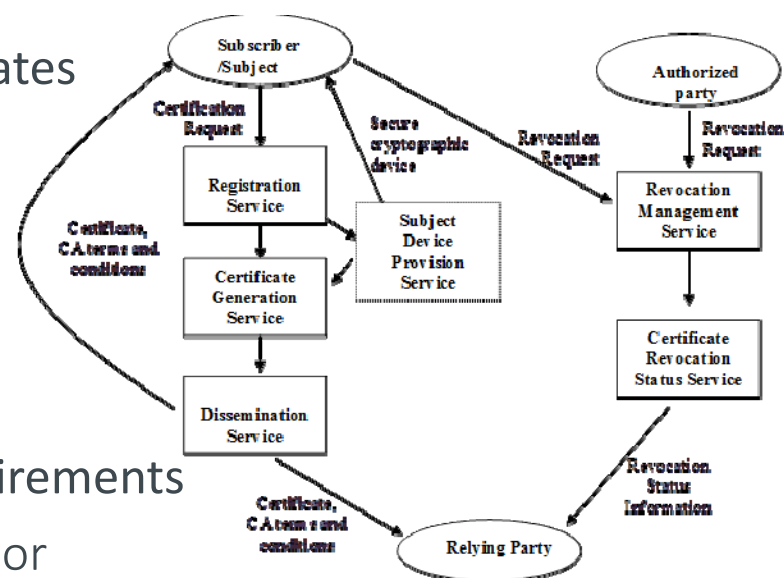 ates
Subscriber
/Subject
Authorized
party
Certification
Request
Secure
cryptographic
device
Revocation
Request
Revocation
Request
Registration
Service
Revocation
Management
Service
Subject
Device
Provision
Service
Certificate,
CA terms and
conditions
Certificate
Generation
Service
Certificate
Revocation
Status Service
Dissemination
Service
irements
Revocation
Status
Information
Certificate,
CA terms and
conditions
or
Relying Party